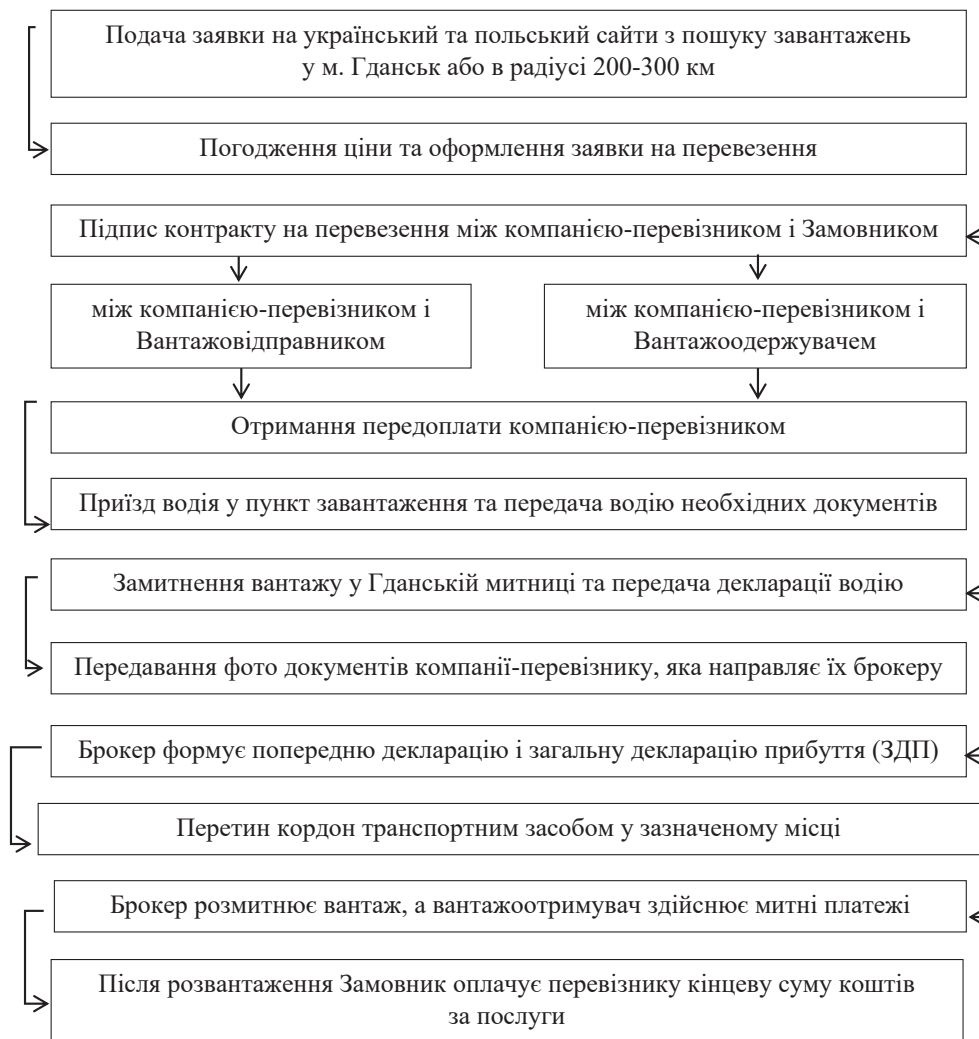 Подача заявки на український та польський сайти з пошуку завантажень
у м. Гданськ або в радіусі 200-300 км
Погодження ціни та оформлення заявки на перевезення
Підпис контракту на перевезення між компанією-перевізником і Замовником
між компанією-перевізником і
Вантажовідправником
між компанією-перевізником і
Вантажоодержувачем
Отримання передоплати компанією-перевізником
Приїзд водія у пункт завантаження та передача водію необхідних документів
Замитнення вантажу у Гданській митниці та передача декларації водію
Передавання фото документів компанії-перевізнику, яка направляє їх брокеру
Брокер формує попередню декларацію і загальну декларацію прибуття (ЗДП)
Перетин кордон транспортним засобом у зазначеному місці
Брокер розмитнює вантаж, а вантажоотримувач здійснює митні платежі
Після розвантаження Замовник оплачує перевізнику кінцеву суму коштів
за послуги